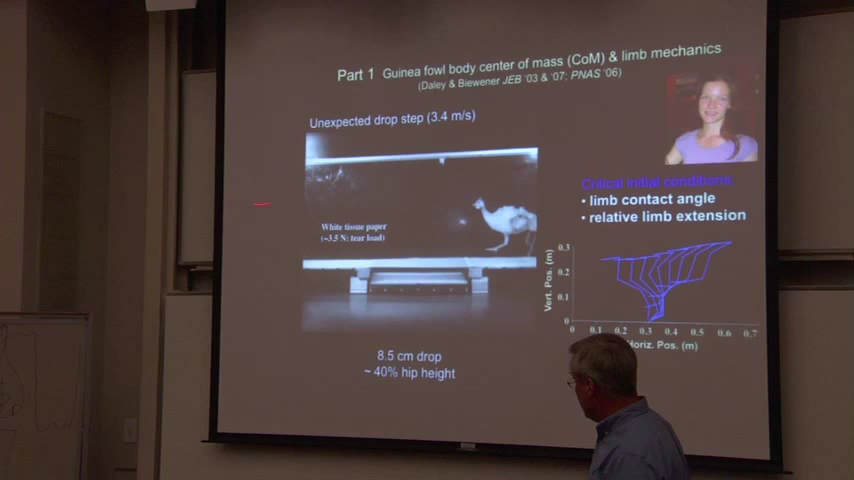 Part 1 Guinea fowl body center of mass (CoM) & limb mechanics
(Daley & Biewener JEB '03 & '07: PNAS '06)
Unexpected drop step (3.4 m/s)
White tissue paper
(~3.5 N: tear load)
8.5 cm drop
~ 40% hip height
Critical initial conditions:
• limb contact angle
• relative limb extension
Vert. Pos. (m)
0.3
0.2
0.1
0
0 0.1 0.2 0.3 0.4 0.5 0.6 0.7
Horiz. Pos. (m)